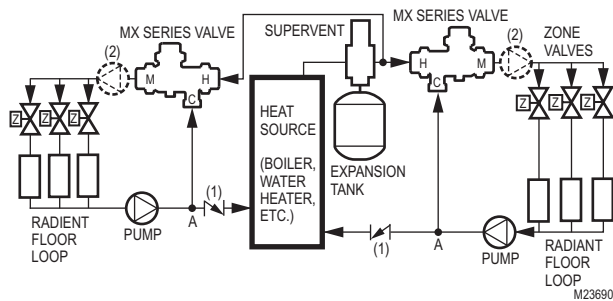 MX SERIES VALVE
SUPERVENT
MX SERIES VALVE
(2)
(2)
ZONE
VALVES
M
H
C
H
M
C
Z
Z
Z
Z
Z
Z
HEAT
SOURCE
(BOILER,
WATER
HEATER,
ETC.)
EXPANSION
TANK
(1)
A
(1)
A
RADIENT
FLOOR
LOOP
PUMP
PUMP
RADIANT
FLOOR
LOOP
M23690